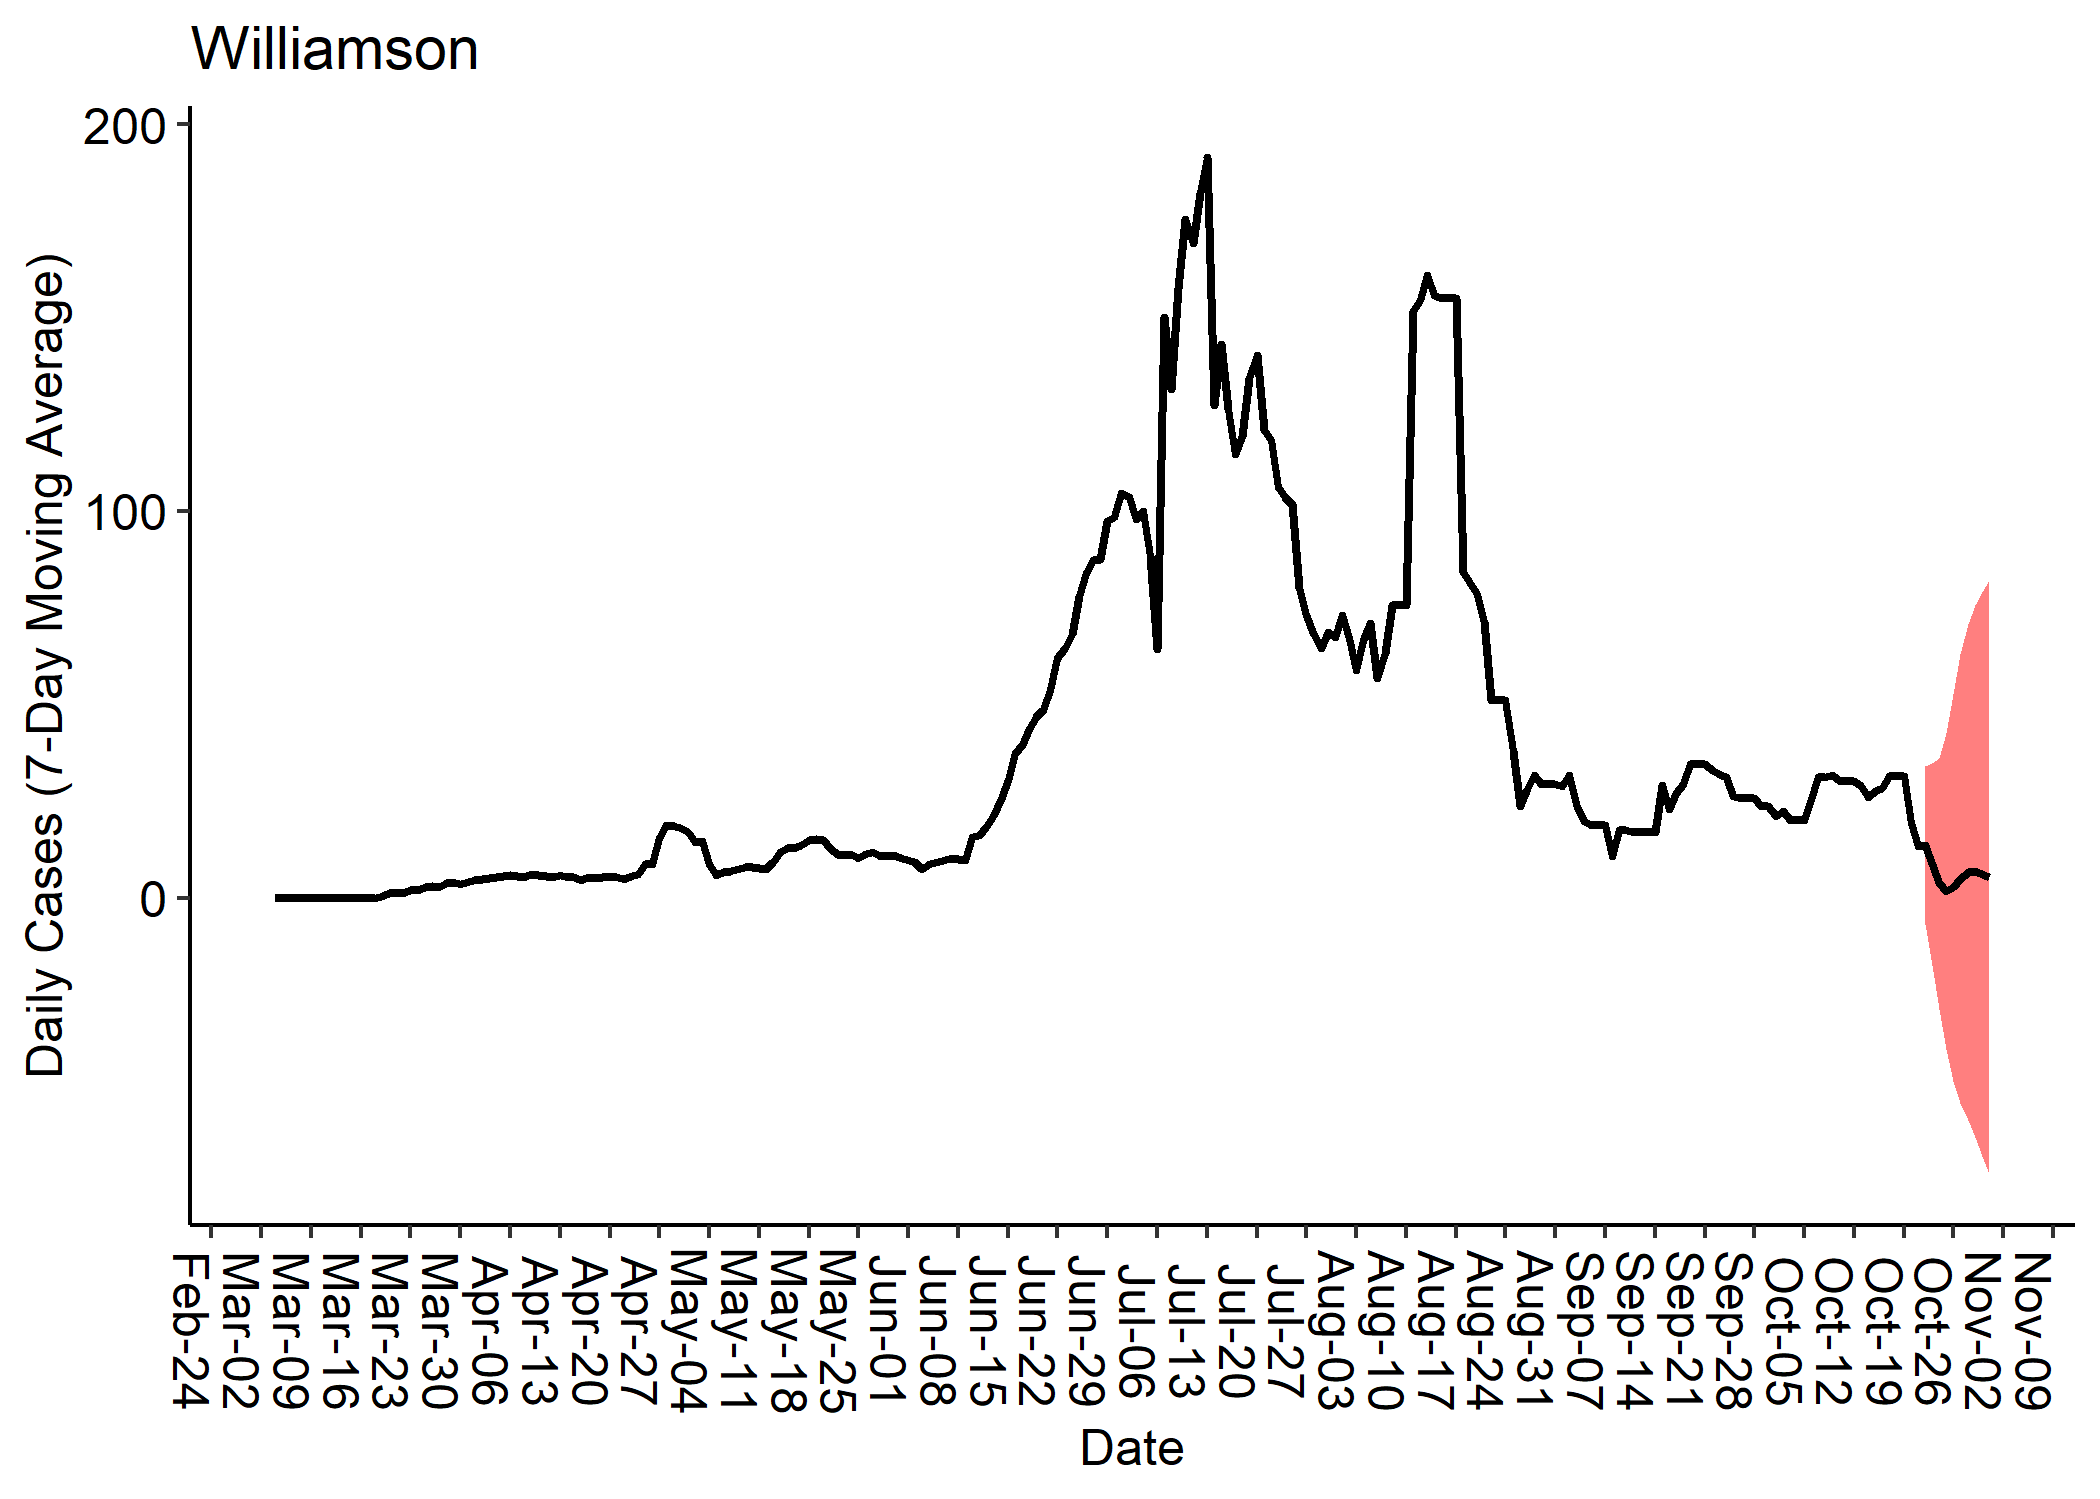 Williamson
200
100
0
Daily Cases (7-Day Moving Average)
Feb-24
Mar-02
Mar-09
Mar-16
Mar-23
Mar-30
Apr-06
Apr-13
Apr-20
Apr-27
May-04
May-11
May-18
May-25
Jun-01
Jun-08
Jun-15
Jun-22
Jun-29
Jul-06
Jul-13
Jul-20
Jul-27
Aug-03
Aug-10
Aug-17
Aug-24
Aug-31
Sep-07
Sep-14
Sep-21
Sep-28
Oct-05
Oct-12
Oct-19
Oct-26
Nov-02
Nov-09
Date